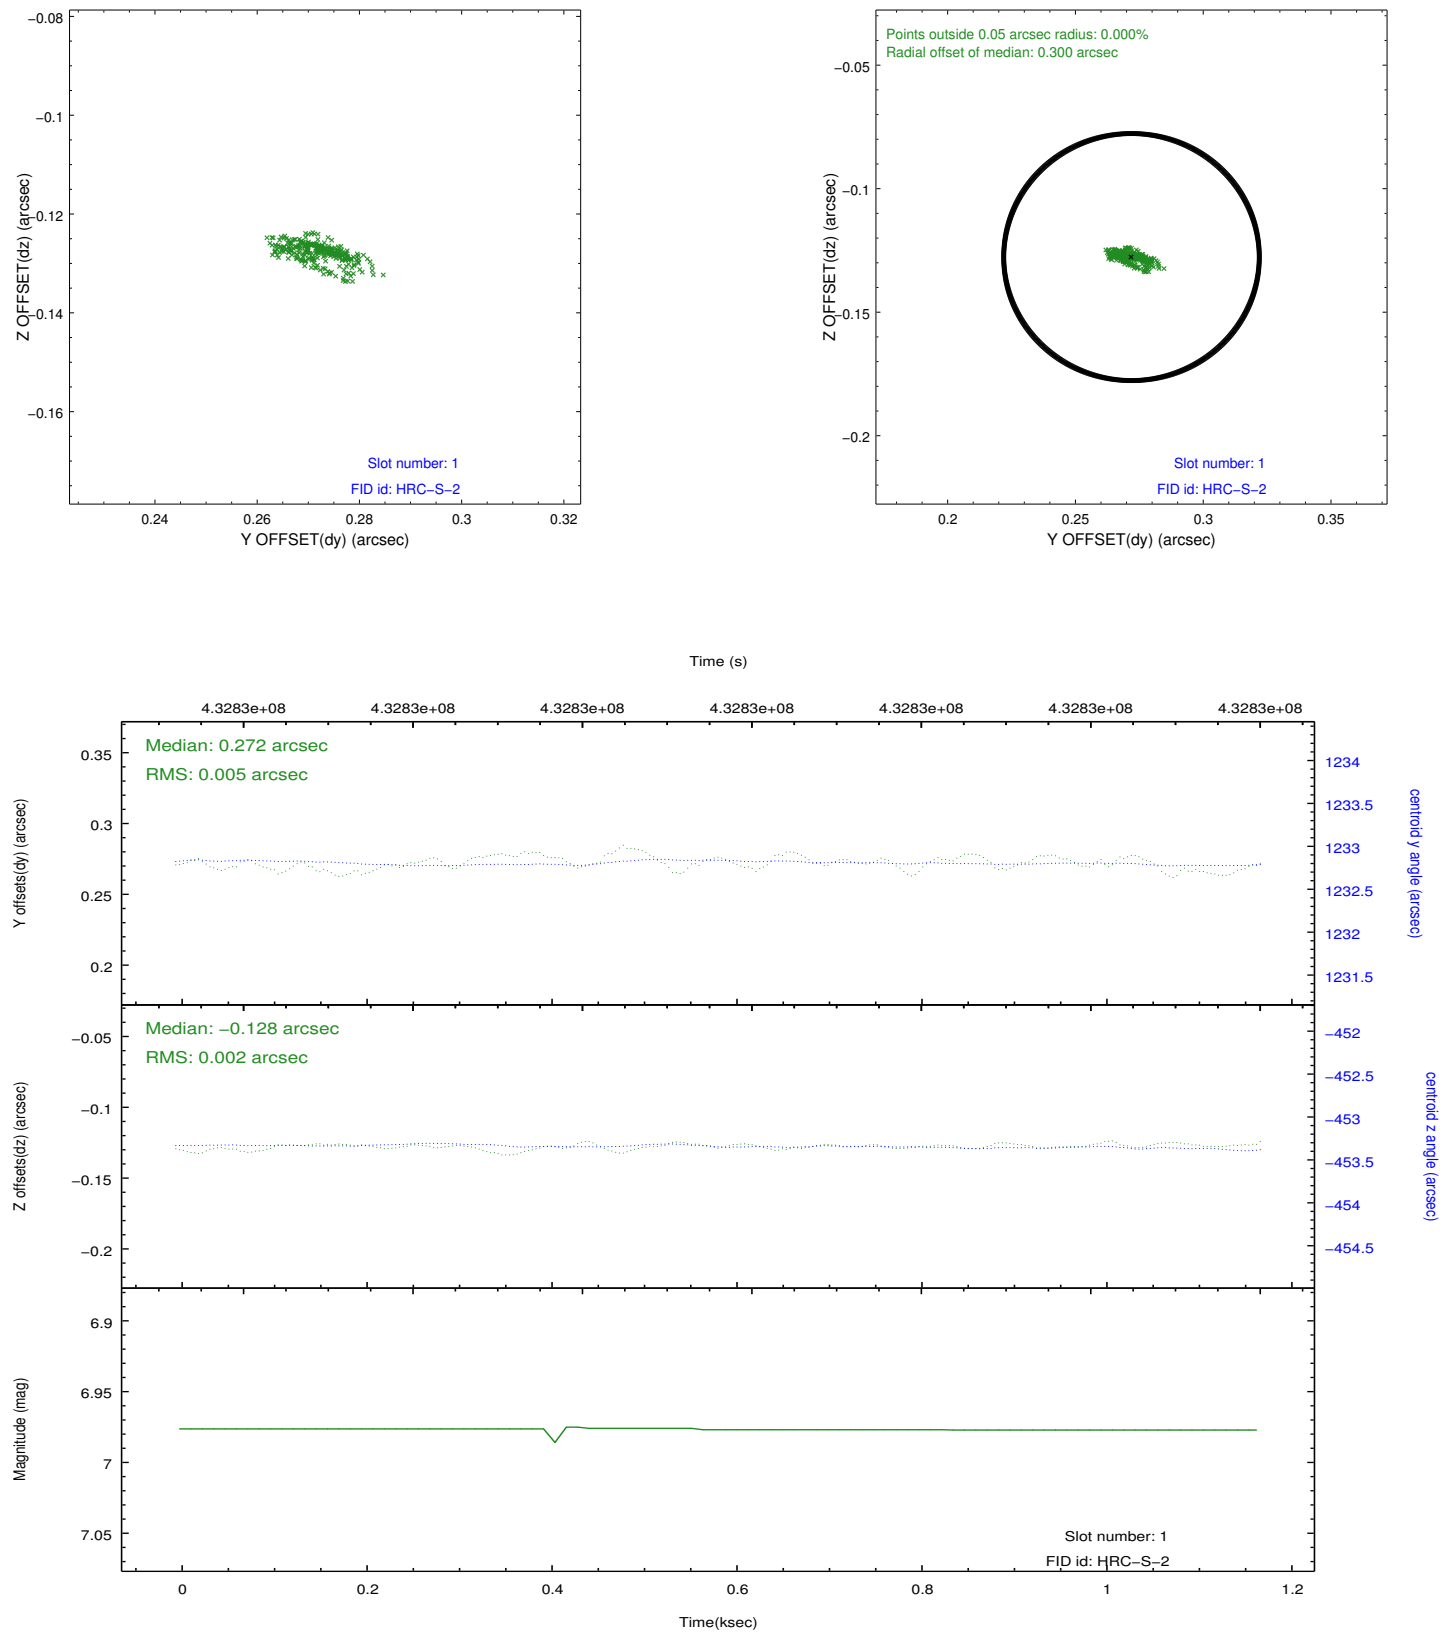 −0.08
−0.1
−0.12
−0.14
−0.16
Z OFFSET(dz) (arcsec)
Slot number: 1
FID id: HRC−S−2
0.24 0.26 0.28 0.3 0.32
Y OFFSET(dy) (arcsec)
Points outside 0.05 arcsec radius: 0.000%
Radial offset of median: 0.300 arcsec
−0.05
−0.1
−0.15
−0.2
Z OFFSET(dz) (arcsec)
Slot number: 1
FID id: HRC−S−2
0.2 0.25 0.3 0.35
Y OFFSET(dy) (arcsec)
Time (s)
4.3283e+08 4.3283e+08 4.3283e+08 4.3283e+08 4.3283e+08 4.3283e+08 4.3283e+08
Median: 0.272 arcsec
RMS: 0.005 arcsec
0.35
0.3
0.25
0.2
Y offsets(dy) (arcsec)
1234
1233.5
1233
1232.5
1232
1231.5
centroid y angle (arcsec)
Median: −0.128 arcsec
RMS: 0.002 arcsec
−0.05
−0.1
−0.15
−0.2
Z offsets(dz) (arcsec)
−452
−452.5
−453
−453.5
−454
−454.5
centroid z angle (arcsec)
6.9
6.95
7
7.05
Magnitude (mag)
Slot number: 1
FID id: HRC−S−2
0 0.2 0.4 0.6 0.8 1 1.2
Time(ksec)